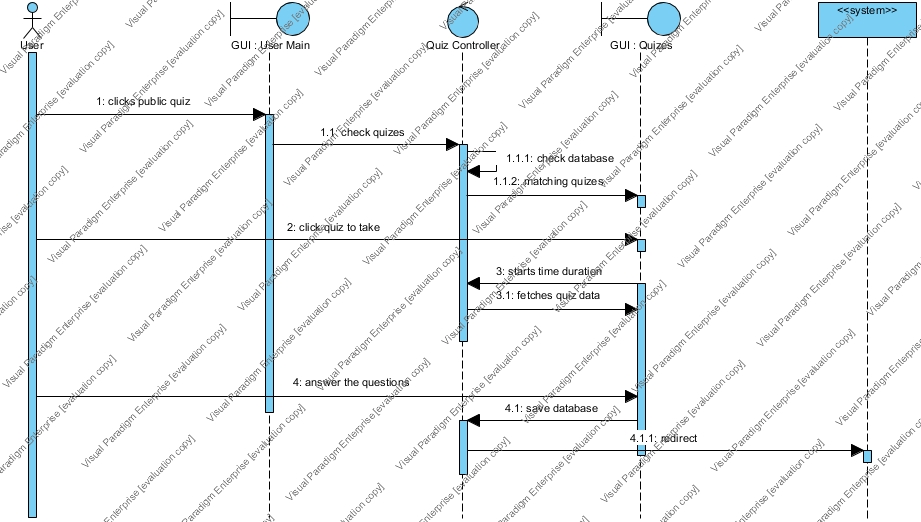 <<system>>
User
GUI : User Main
Quiz Controller
GUI : Quizes
1: clicks public quiz
1.1: check quizes
1.1.1: check database
1.1.2: matching quizes
2: click quiz to take
3: starts time duration
3.1: fetches quiz data
4: answer the questions
4.1: save database
4.1.1: redirect
Visual Paradigm Enterprise [evaluation copy]